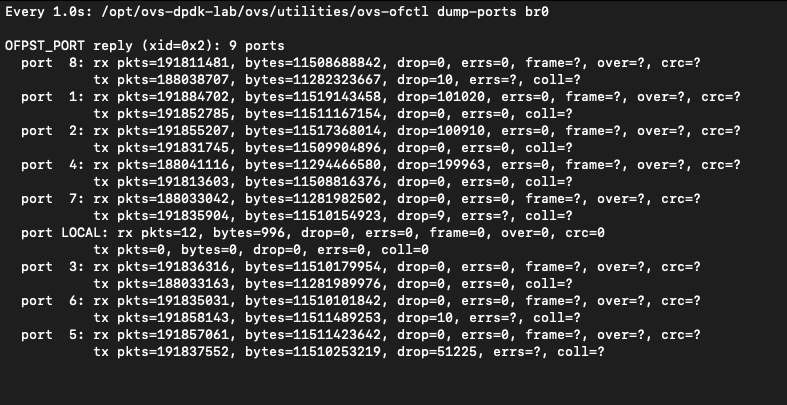 Every 1.0s: /opt/ovs-dpdk-lab/ovs/utilities/ovs-ofctl dump-ports br0
OFPST_PORT reply (xid=0x2): 9 ports
port  8: rx pkts=191811481, bytes=11508688842, drop=0, errs=0, frame=?, over=?, crc=?
tx pkts=188038707, bytes=11282323667, drop=10, errs=?, coll=?
port  1: rx pkts=191884702, bytes=11519143458, drop=101020, errs=0, frame=?, over=?, crc=?
tx pkts=191852785, bytes=11511167154, drop=0, errs=0, coll=?
port  2: rx pkts=191855207, bytes=11517368014, drop=100910, errs=0, frame=?, over=?, crc=?
tx pkts=191831745, bytes=11509904896, drop=0, errs=0, coll=?
port  4: rx pkts=188041116, bytes=11294466580, drop=199963, errs=0, frame=?, over=?, crc=?
tx pkts=191813603, bytes=11508816376, drop=0, errs=0, coll=?
port  7: rx pkts=188033042, bytes=11281982502, drop=0, errs=0, frame=?, over=?, crc=?
tx pkts=191835904, bytes=11510154923, drop=9, errs=?, coll=?
port LOCAL: rx pkts=12, bytes=996, drop=0, errs=0, frame=0, over=0, crc=0
tx pkts=0, bytes=0, drop=0, errs=0, coll=0
port  3: rx pkts=191836316, bytes=11510179954, drop=0, errs=0, frame=?, over=?, crc=?
tx pkts=188033163, bytes=11281989976, drop=0, errs=0, coll=?
port  6: rx pkts=191835031, bytes=11510101842, drop=0, errs=0, frame=?, over=?, crc=?
tx pkts=191858143, bytes=11511489253, drop=10, errs=?, coll=?
port  5: rx pkts=191857061, bytes=11511423642, drop=0, errs=0, frame=?, over=?, crc=?
tx pkts=191837552, bytes=11510253219, drop=51225, errs=?, coll=?